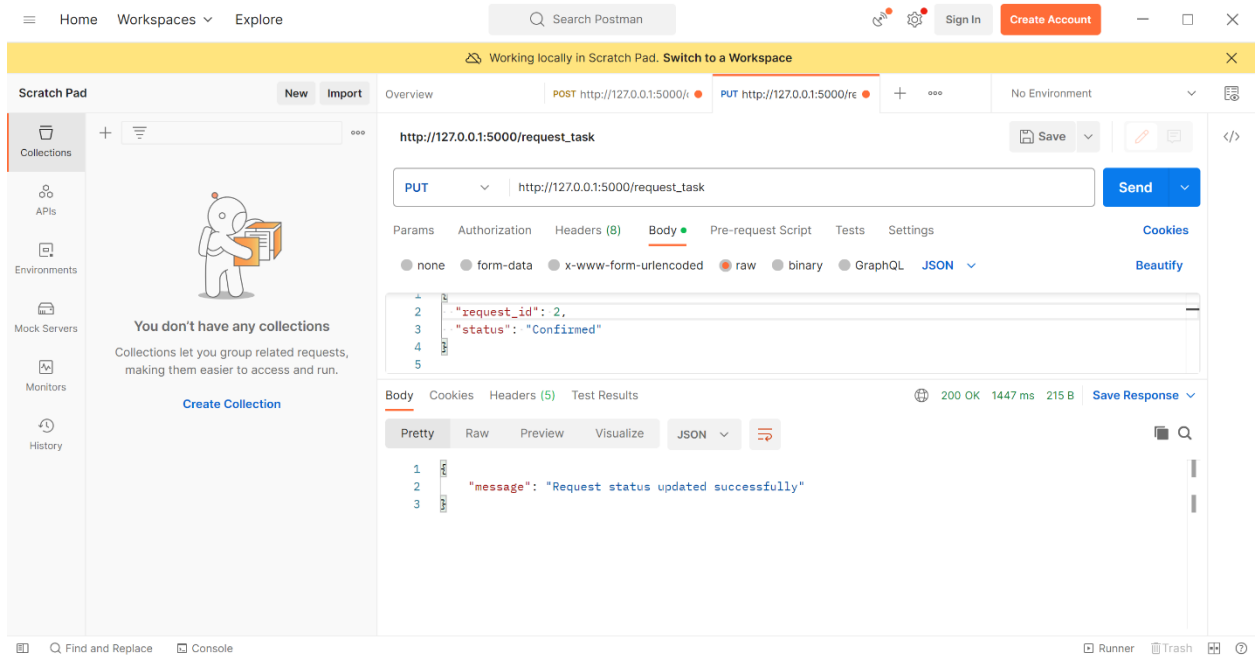 Home Workspaces Explore Search Postman Sign In Create Account
Working locally in Scratch Pad. Switch to a Workspace
Scratch Pad New Import Overview POST http://127.0.0.1:5000/ PUT http://127.0.0.1:5000/re No Environment
http://127.0.0.1:5000/request_task Save
Collections
APIs
Environments
Mock Servers
Monitors
History
You don't have any collections
Collections let you group related requests,
making them easier to access and run.
Create Collection
PUT http://127.0.0.1:5000/request_task Send
Params Authorization Headers (8) Body Pre-request Script Tests Settings Cookies
none form-data x-www-form-urlencoded raw binary GraphQL JSON Beautify
1 {
2 "request_id": 2,
3 "status": "Confirmed"
4 }
5
Body Cookies Headers (5) Test Results 200 OK 1447 ms 215 B Save Response
Pretty Raw Preview Visualize JSON
1 {
2 "message": "Request status updated successfully"
3 }
Find and Replace Console Runner Trash